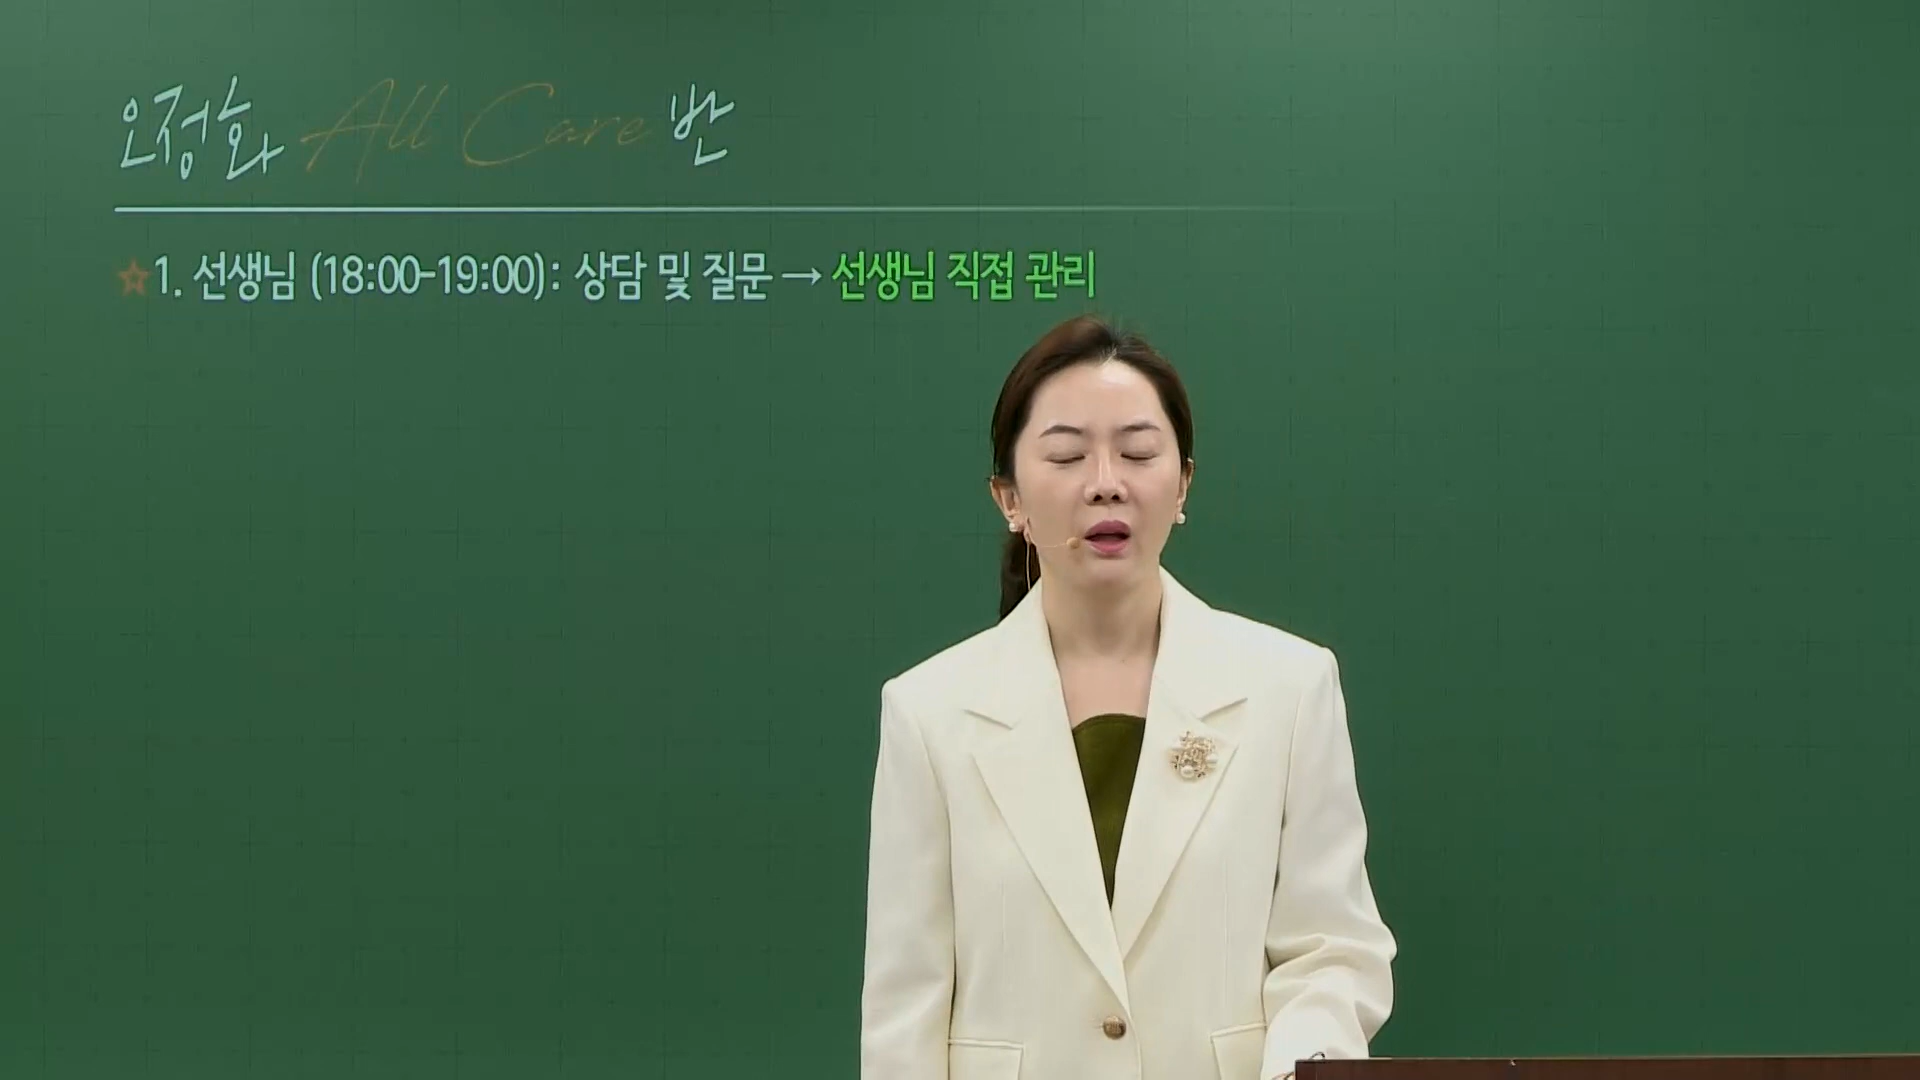 오정화 All Care 반
☆1. 선생님 (18:00-19:00): 상담 및 질문 → 선생님 직접 관리